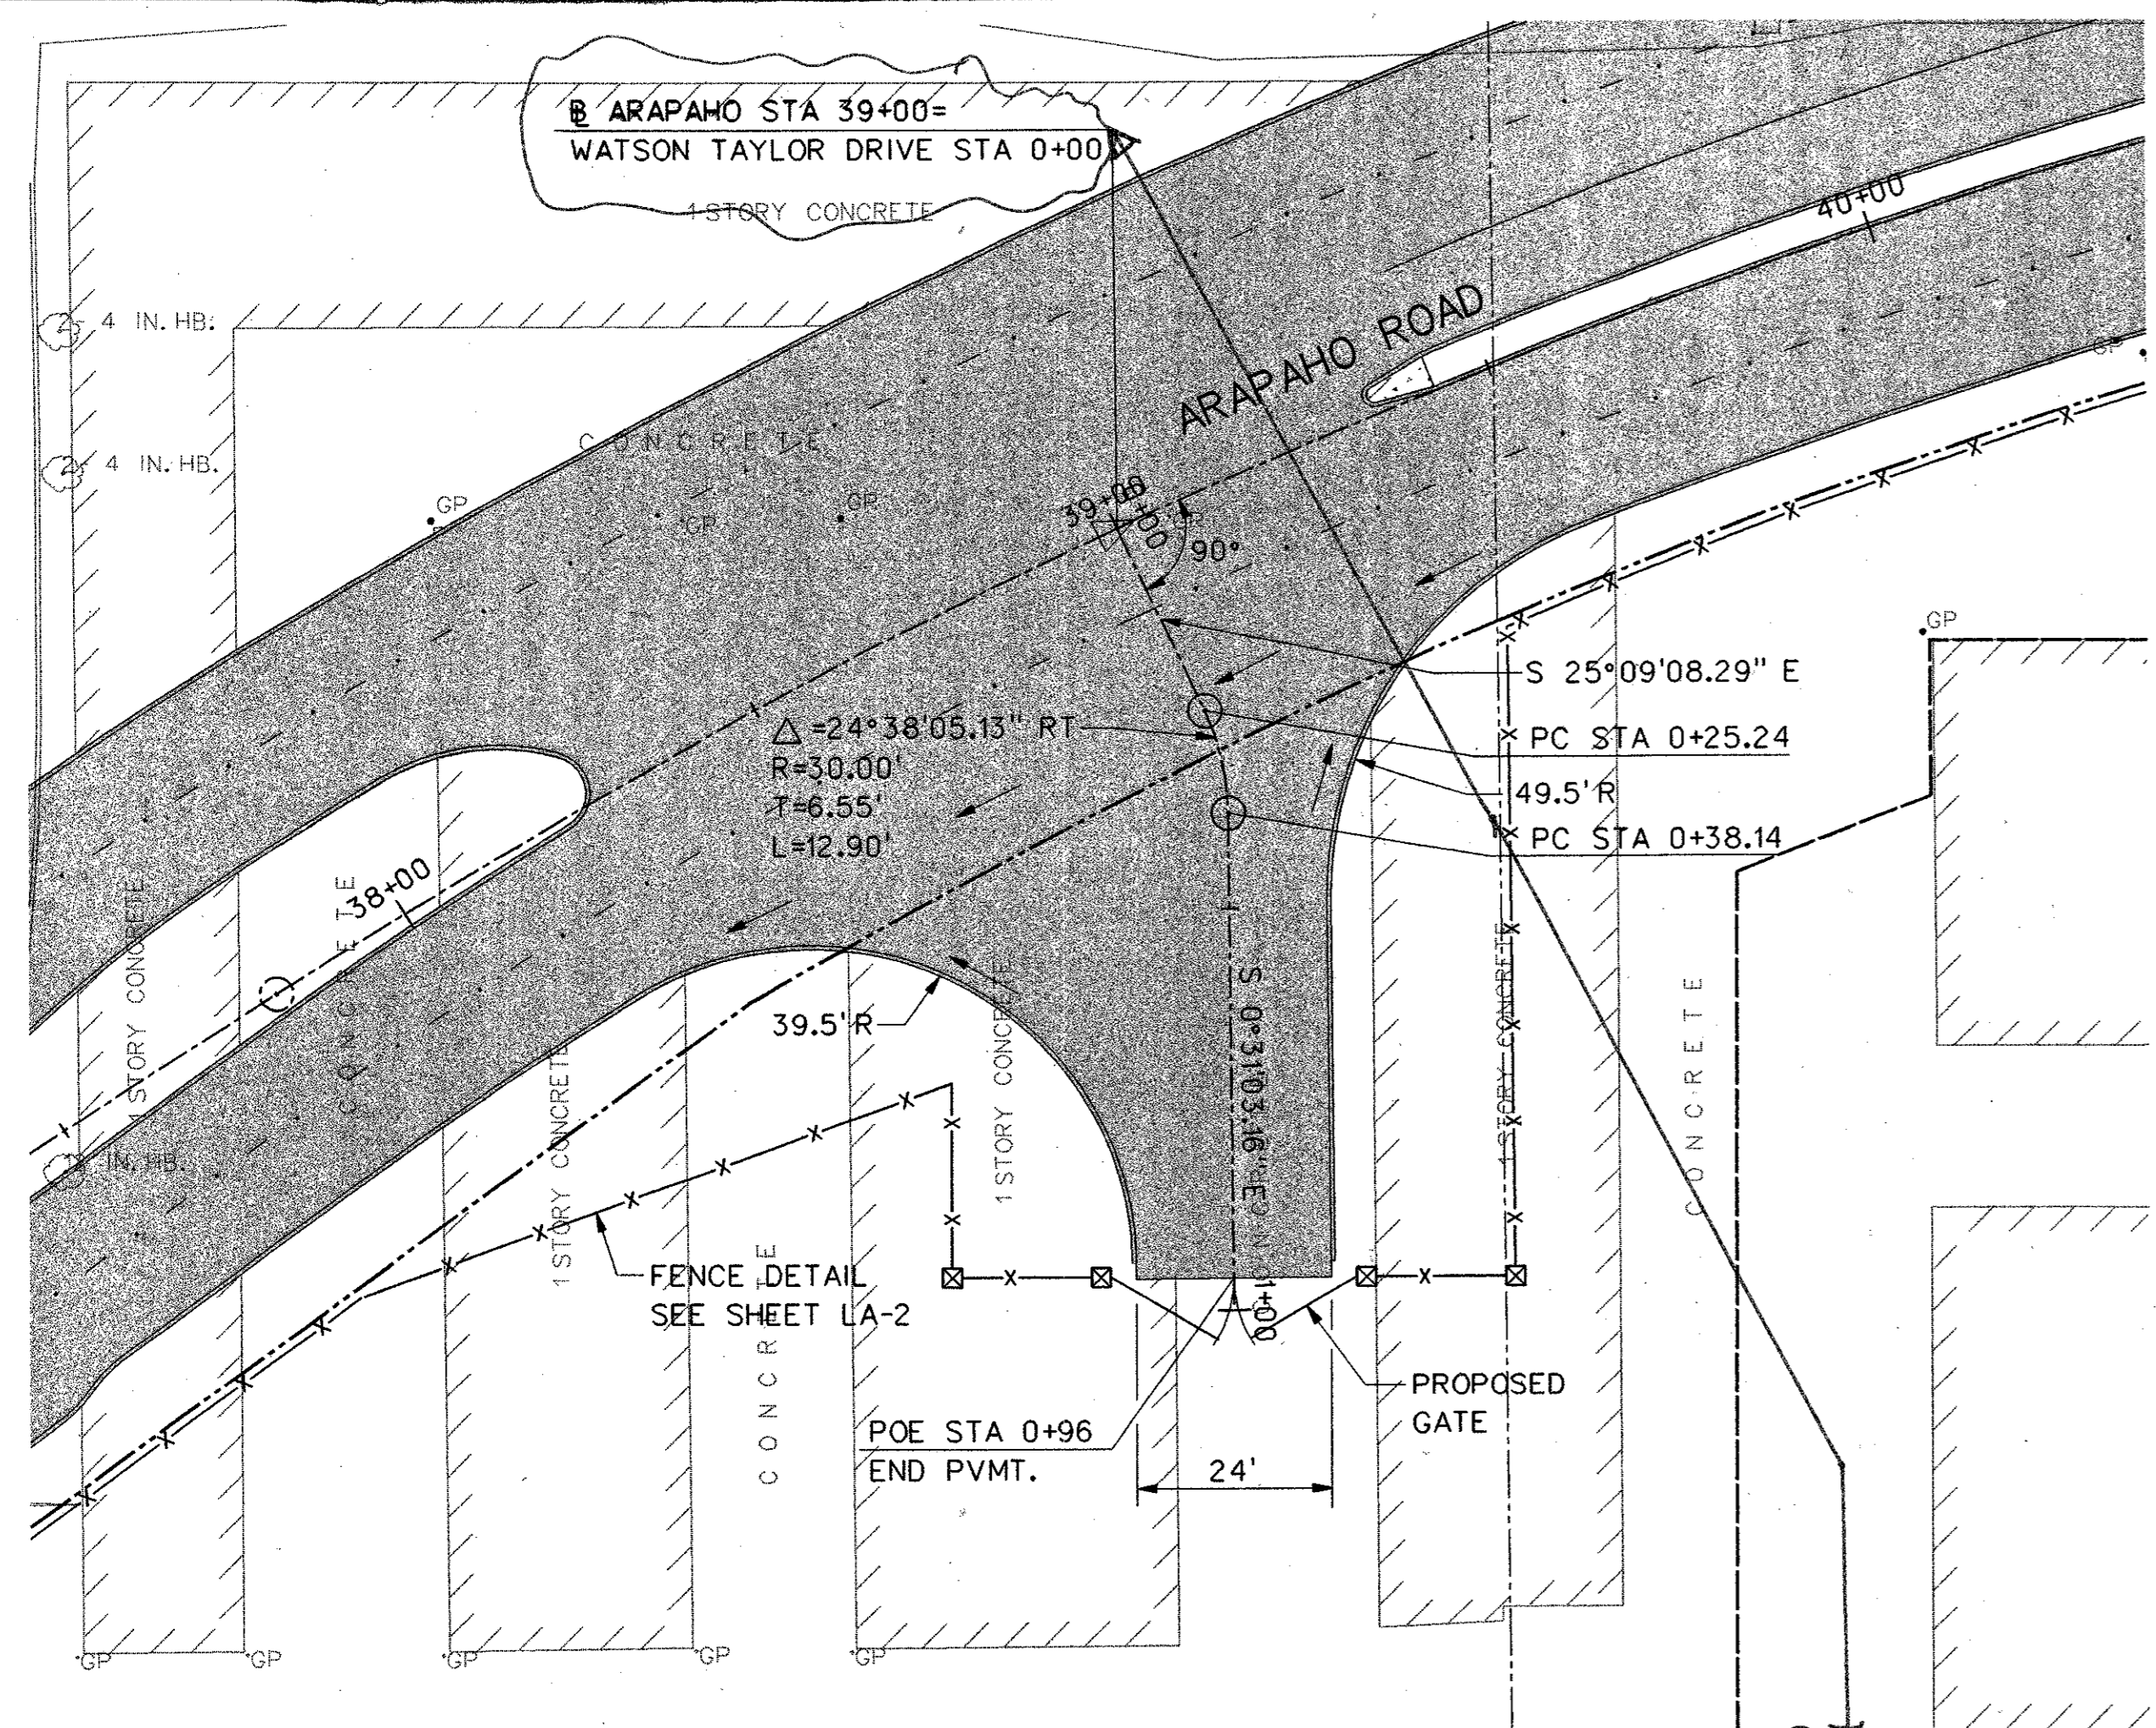 ℄ ARAPAHO STA 39+00=
WATSON TAYLOR DRIVE STA 0+00
1 STORY CONCRETE
40+00
2- 4 IN. HB.
ARAPAHO ROAD
GP
CONCRETE
2- 4 IN. HB.
GP
GP
GP
39+00
0+00
90°
GP
S 25°09'08.29" E
△ =24°38'05.13" RT
PC STA 0+25.24
R=30.00'
49.5'R
T=6.55'
PC STA 0+38.14
L=12.90'
38+00
1 STORY CONCRETE
CONCRETE
1 STORY CONCRETE
CONCRETE
S 0°31'03.16" E
39.5'R
1 STORY CONCRETE
1 STORY CONCRETE
IN. HB.
FENCE DETAIL
SEE SHEET LA-2
CONCRETE
1+00
PROPOSED
GATE
POE STA 0+96
END PVMT.
24'
GP
GP
GP
GP
GP